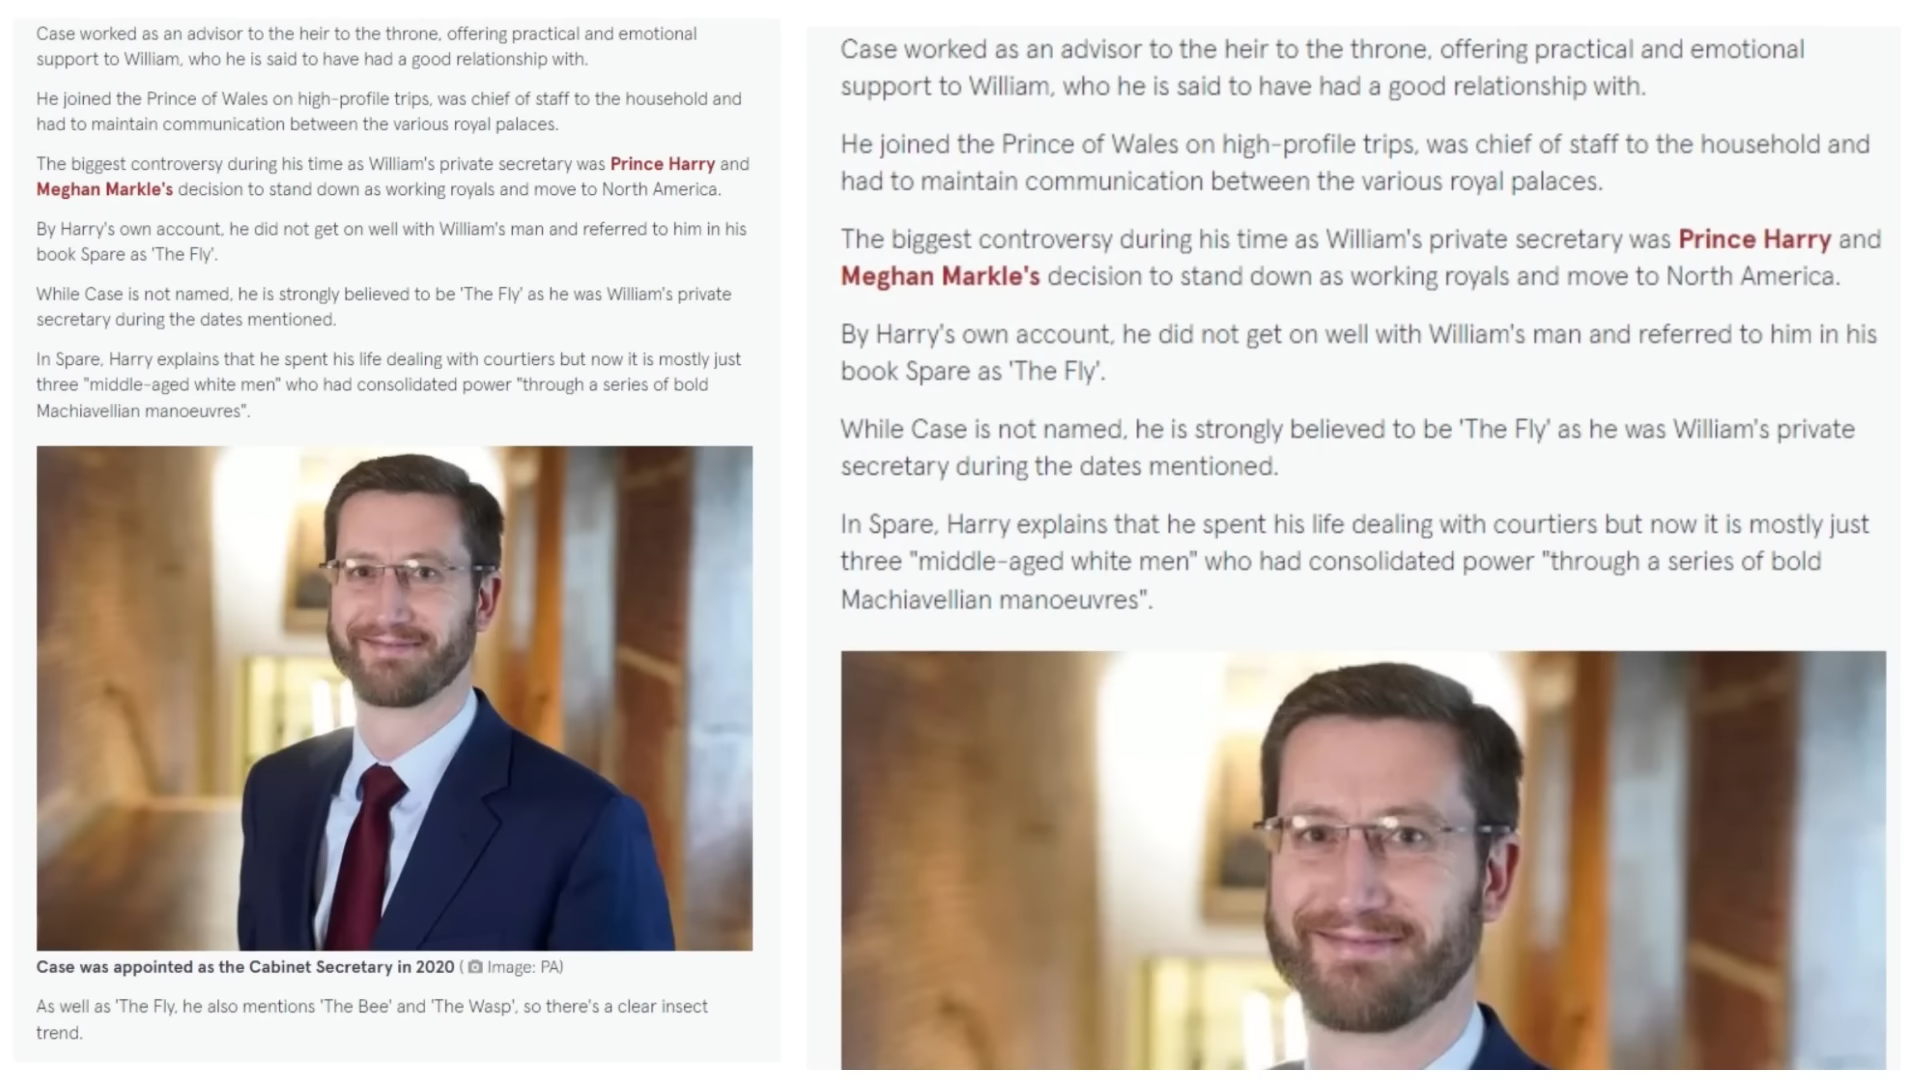 Case worked as an advisor to the heir to the throne, offering practical and emotional
support to William, who he is said to have had a good relationship with.
He joined the Prince of Wales on high-profile trips, was chief of staff to the household and
had to maintain communication between the various royal palaces.
The biggest controversy during his time as William's private secretary was Prince Harry and
Meghan Markle's decision to stand down as working royals and move to North America.
By Harry's own account, he did not get on well with William's man and referred to him in his
book Spare as 'The Fly'.
While Case is not named, he is strongly believed to be 'The Fly' as he was William's private
secretary during the dates mentioned.
In Spare, Harry explains that he spent his life dealing with courtiers but now it is mostly just
three "middle-aged white men" who had consolidated power "through a series of bold
Machiavellian manoeuvres".
Case was appointed as the Cabinet Secretary in 2020 ( Image: PA)
As well as 'The Fly, he also mentions 'The Bee' and 'The Wasp', so there's a clear insect
trend.
Case worked as an advisor to the heir to the throne, offering practical and emotional
support to William, who he is said to have had a good relationship with.
He joined the Prince of Wales on high-profile trips, was chief of staff to the household and
had to maintain communication between the various royal palaces.
The biggest controversy during his time as William's private secretary was Prince Harry and
Meghan Markle's decision to stand down as working royals and move to North America.
By Harry's own account, he did not get on well with William's man and referred to him in his
book Spare as 'The Fly'.
While Case is not named, he is strongly believed to be 'The Fly' as he was William's private
secretary during the dates mentioned.
In Spare, Harry explains that he spent his life dealing with courtiers but now it is mostly just
three "middle-aged white men" who had consolidated power "through a series of bold
Machiavellian manoeuvres".